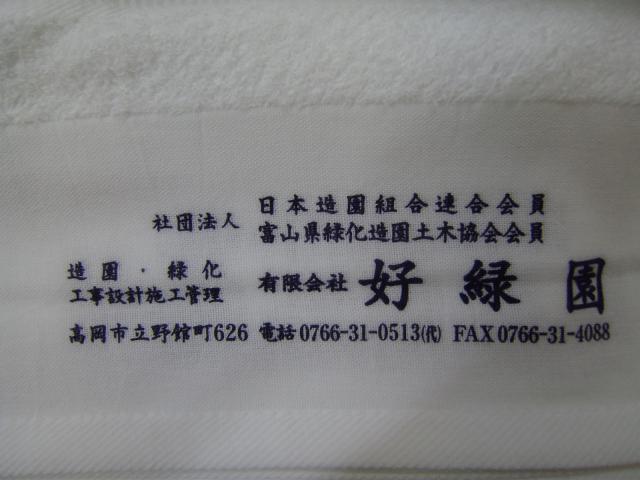 社団法人 日本造園組合連合会会員
富山県緑化造園土木協会会員
造園・緑化
工事設計施工管理
有限会社 好緑園
高岡市立野館町626 電話0766-31-0513(代) FAX0766-31-4088